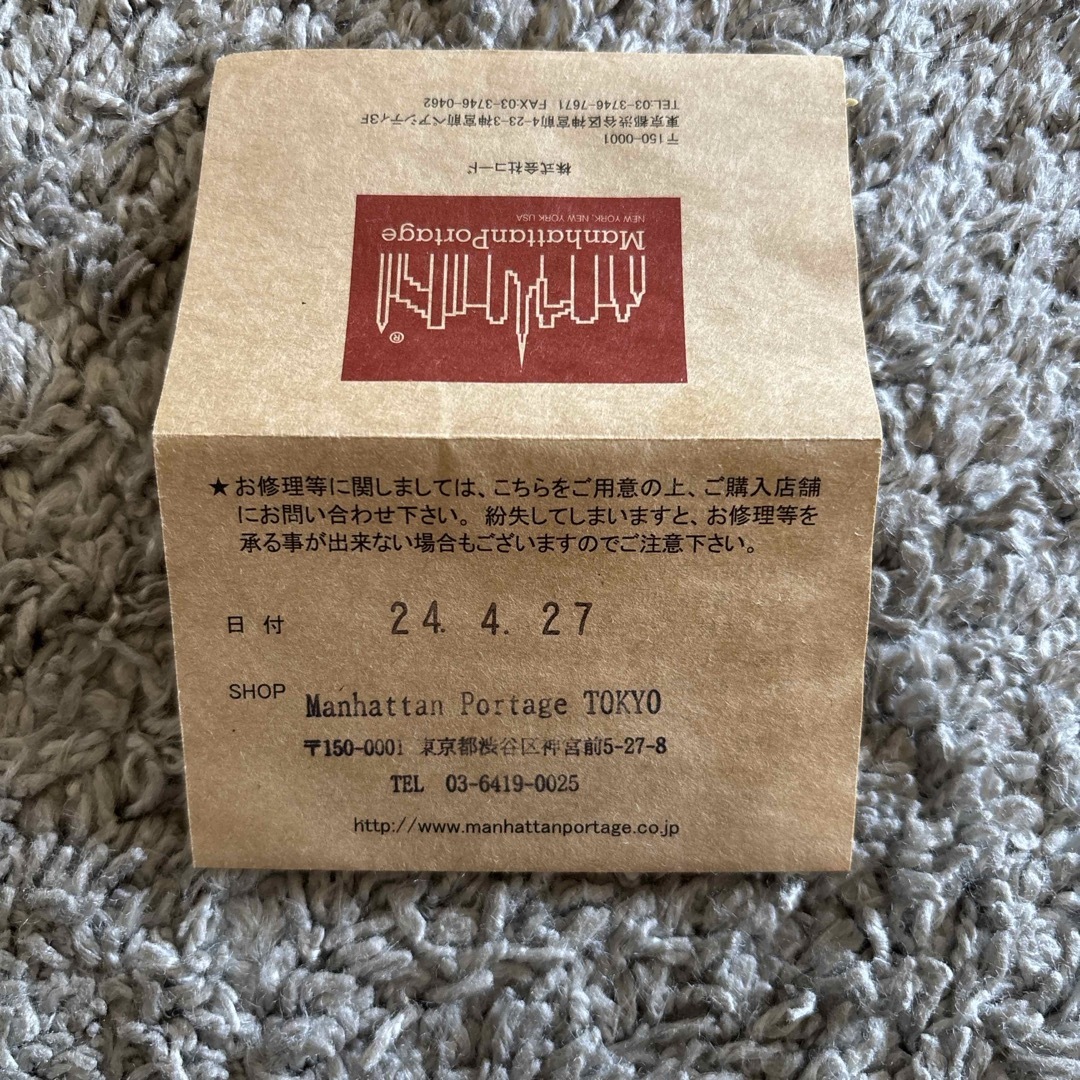 ManhattanPortage
NEW YORK, NEW YORK USA
®
株式会社コード
〒150-0001
東京都渋谷区神宮前4-23-3神宮前ペアシティ3F
TEL:03-3746-7671 FAX:03-3746-0462
★お修理等に関しましては、こちらをご用意の上、ご購入店舗
にお問い合わせ下さい。紛失してしまいますと、お修理等を
承る事が出来ない場合もございますのでご注意下さい。
日 付 24. 4. 27
SHOP Manhattan Portage TOKYO
〒150-0001 東京都渋谷区神宮前5-27-8
TEL 03-6419-0025
http://www.manhattanportage.co.jp